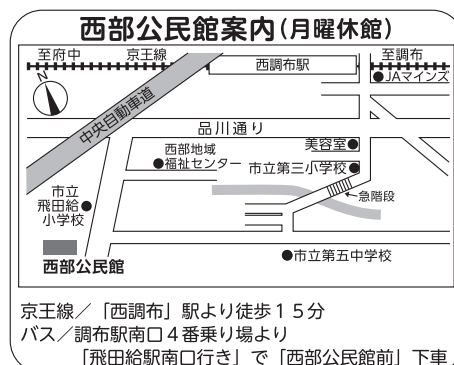 西部公民館案内(月曜休館)
至府中
京王線
西調布駅
至調布
JAマインズ
N
中央自動車道
品川通り
美容室
西部地域
福祉センター
市立第三小学校
急階段
市立
飛田給
小学校
西部公民館
市立第五中学校
京王線/「西調布」駅より徒歩15分
バス/調布駅南口4番乗り場より
「飛田給駅南口行き」で「西部公民館前」下車